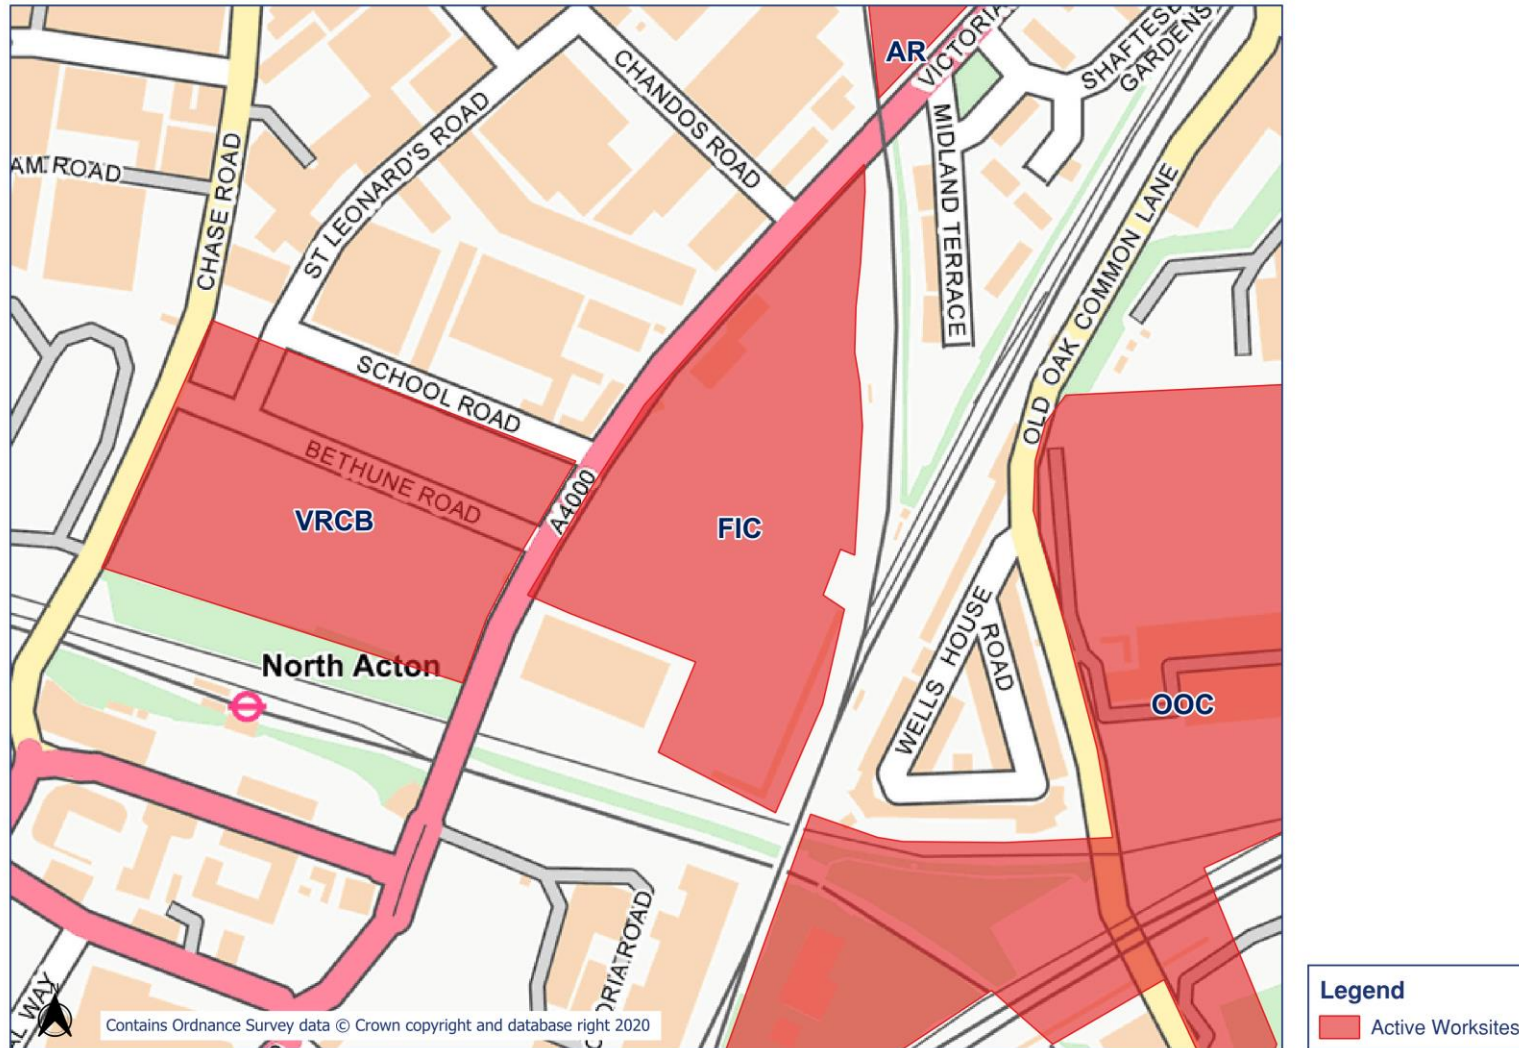 AR
VICTORIA
SHAFTESB
GARDENS
CHANDOS ROAD
ST LEONARD'S ROAD
MIDLAND TERRACE
AM ROAD
CHASE ROAD
OLD OAK COMMON LANE
SCHOOL ROAD
BETHUNE ROAD
A4000
VRCB
FIC
WELLS HOUSE
ROAD
North Acton
OOC
ORIA ROAD
AL WAY
N
Contains Ordnance Survey data © Crown copyright and database right 2020
Legend
Active Worksites